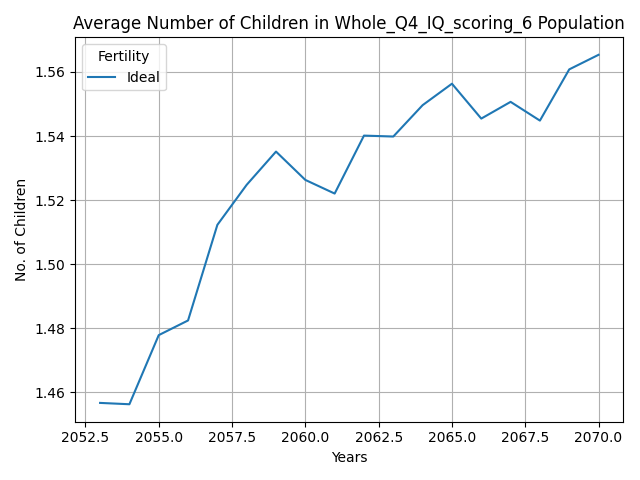 Average Number of Children in Whole_Q4_IQ_scoring_6 Population
Fertility
Ideal
1.56
1.54
1.52
1.50
1.48
1.46
No. of Children
2052.5 2055.0 2057.5 2060.0 2062.5 2065.0 2067.5 2070.0
Years